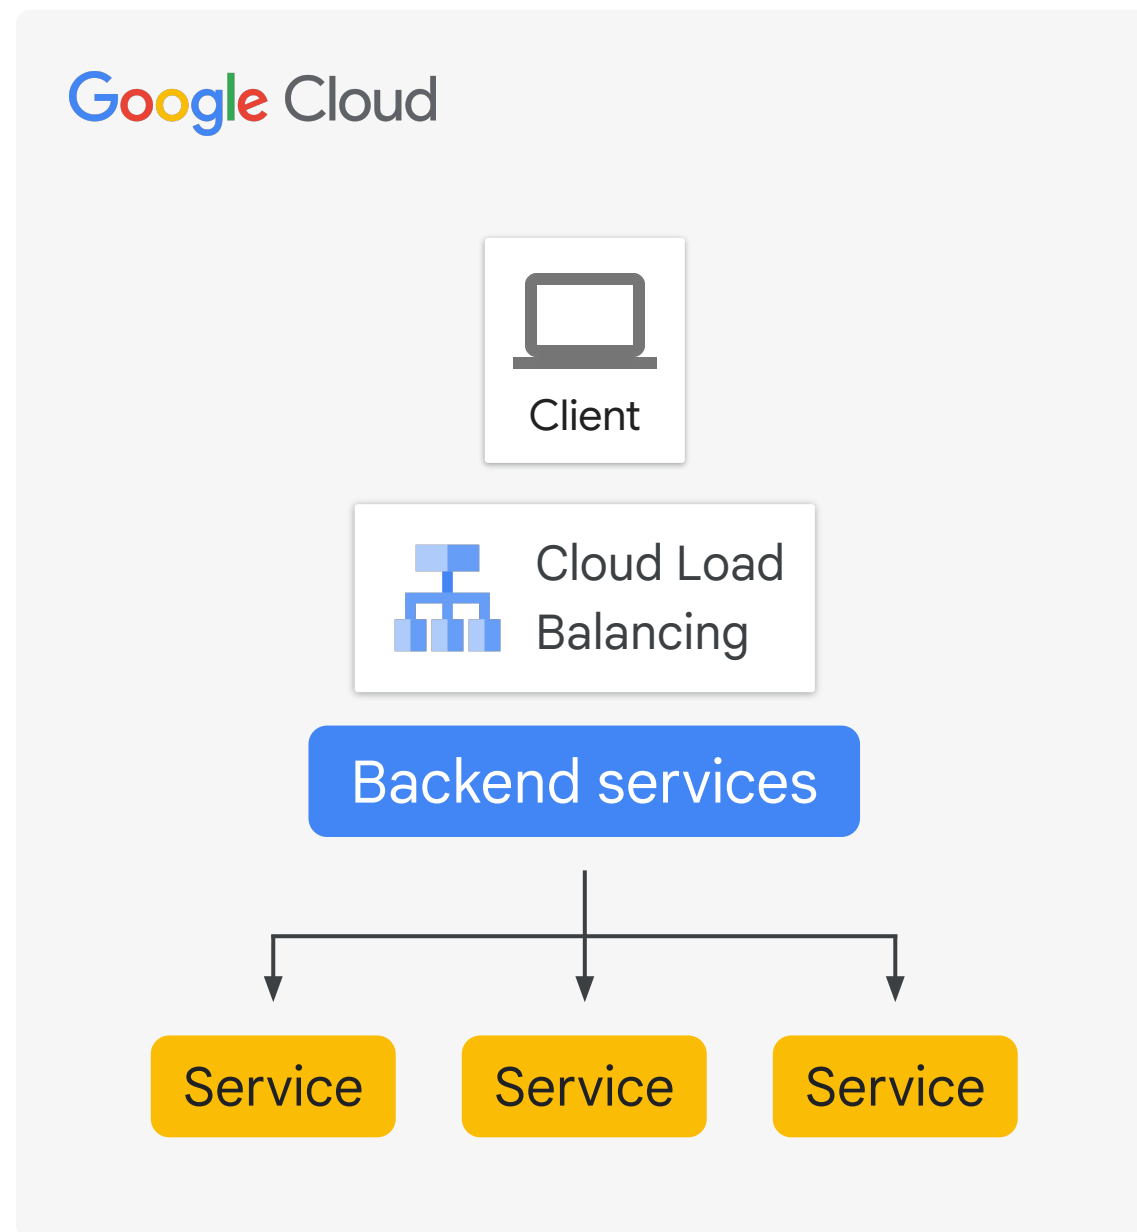 Google Cloud
Client
Cloud Load
Balancing
Backend services
Service
Service
Service